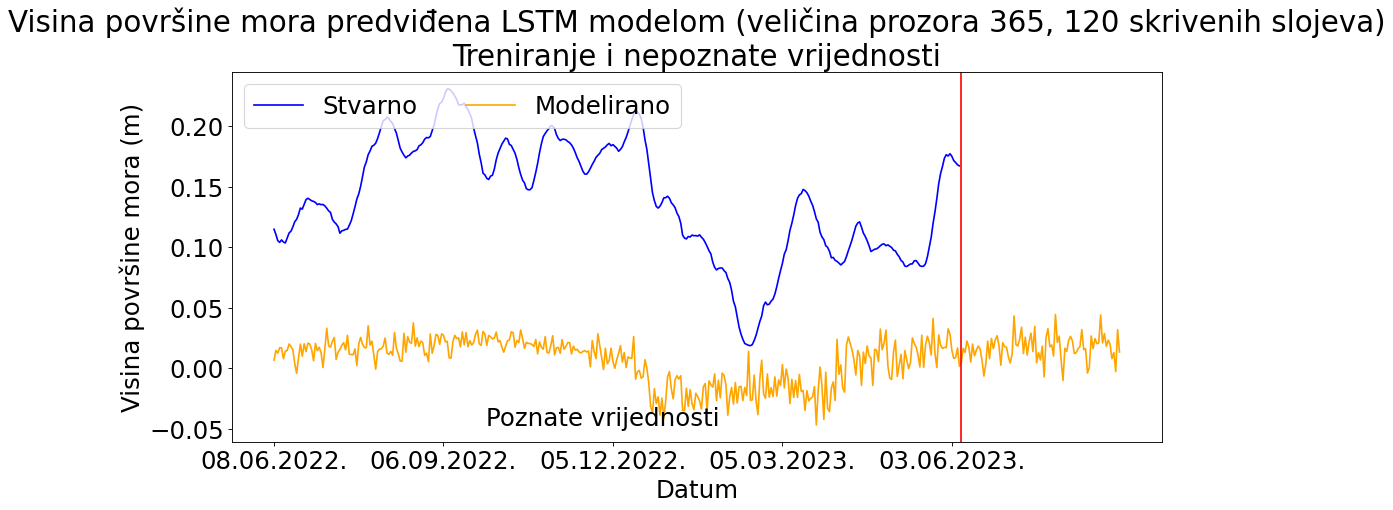 Visina površine mora predviđena LSTM modelom (veličina prozora 365, 120 skrivenih slojeva)
Treniranje i nepoznate vrijednosti
Stvarno Modelirano
Visina površine mora (m)
0.20
0.15
0.10
0.05
0.00
−0.05
Poznate vrijednosti
08.06.2022. 06.09.2022. 05.12.2022. 05.03.2023. 03.06.2023.
Datum